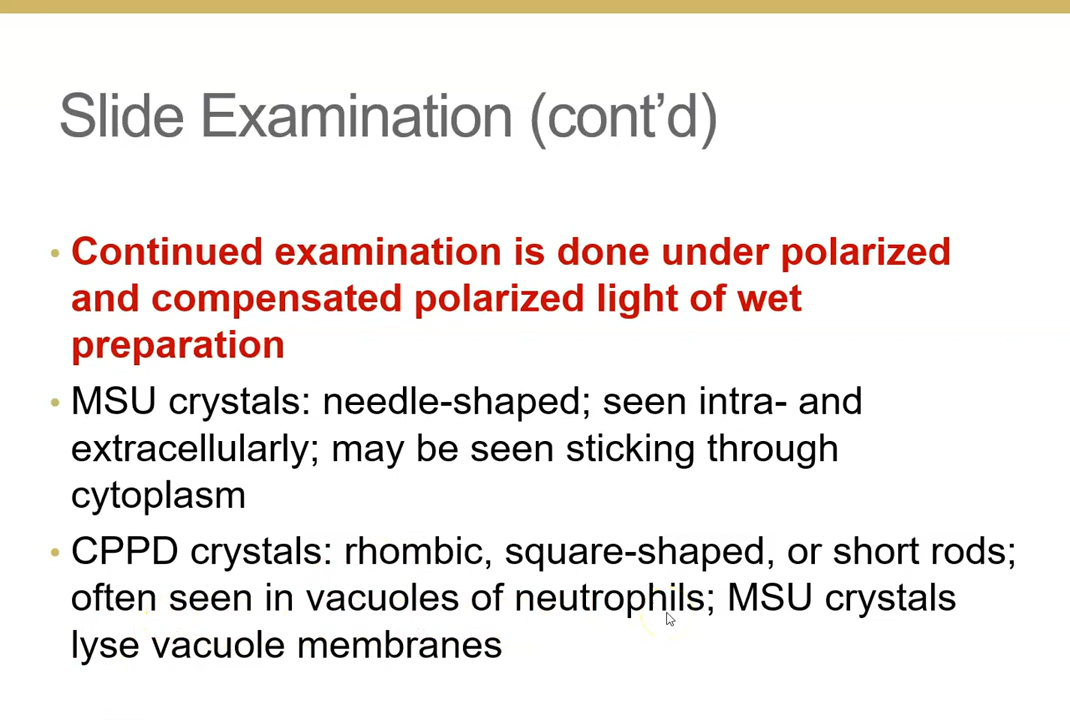 Slide Examination (cont’d)
• Continued examination is done under polarized
and compensated polarized light of wet
preparation
• MSU crystals: needle-shaped; seen intra- and
extracellularly; may be seen sticking through
cytoplasm
• CPPD crystals: rhombic, square-shaped, or short rods;
often seen in vacuoles of neutrophils; MSU crystals
lyse vacuole membranes